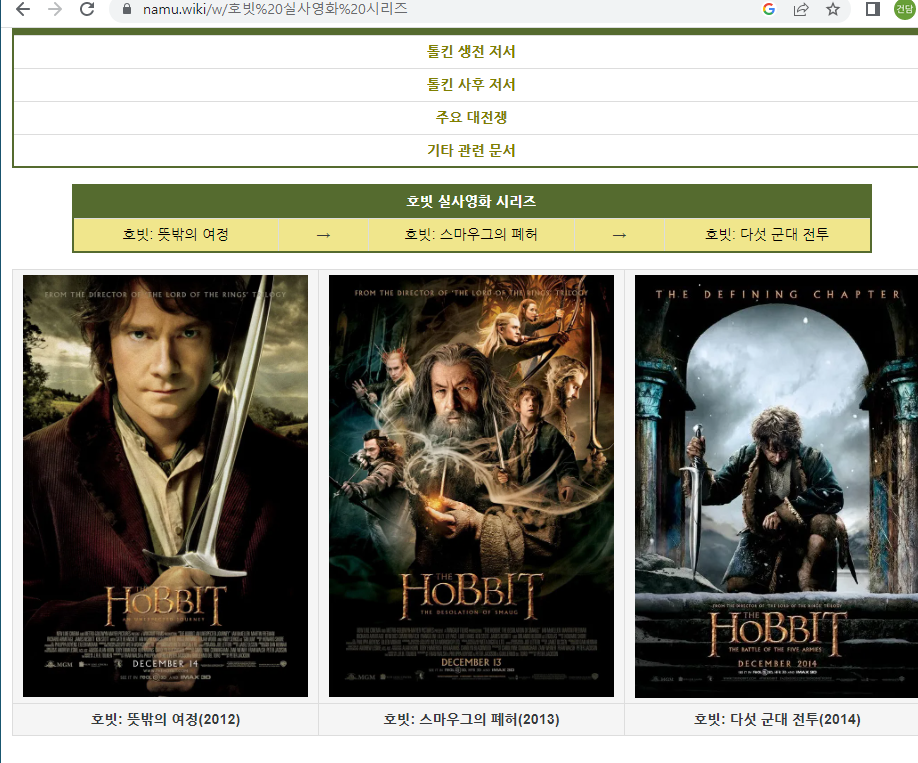 namu.wiki/w/호빗%20실사영화%20시리즈
건담
톨킨 생전 저서
톨킨 사후 저서
주요 대전쟁
기타 관련 문서
호빗 실사영화 시리즈
호빗: 뜻밖의 여정 → 호빗: 스마우그의 폐허 → 호빗: 다섯 군대 전투
FROM THE DIRECTOR OF 'THE LORD OF THE RINGS' TRILOGY
THE HOBBIT
AN UNEXPECTED JOURNEY
MGM
DECEMBER 14
IMAX 3D
FROM THE DIRECTOR OF 'THE LORD OF THE RINGS' TRILOGY
THE HOBBIT
THE DESOLATION OF SMAUG
DECEMBER 13
MGM
IMAX 3D
THE DEFINING CHAPTER
FROM THE DIRECTOR OF 'THE LORD OF THE RINGS' TRILOGY
THE HOBBIT
THE BATTLE OF THE FIVE ARMIES
DECEMBER 2014
IMAX 3D
호빗: 뜻밖의 여정(2012)
호빗: 스마우그의 폐허(2013)
호빗: 다섯 군대 전투(2014)